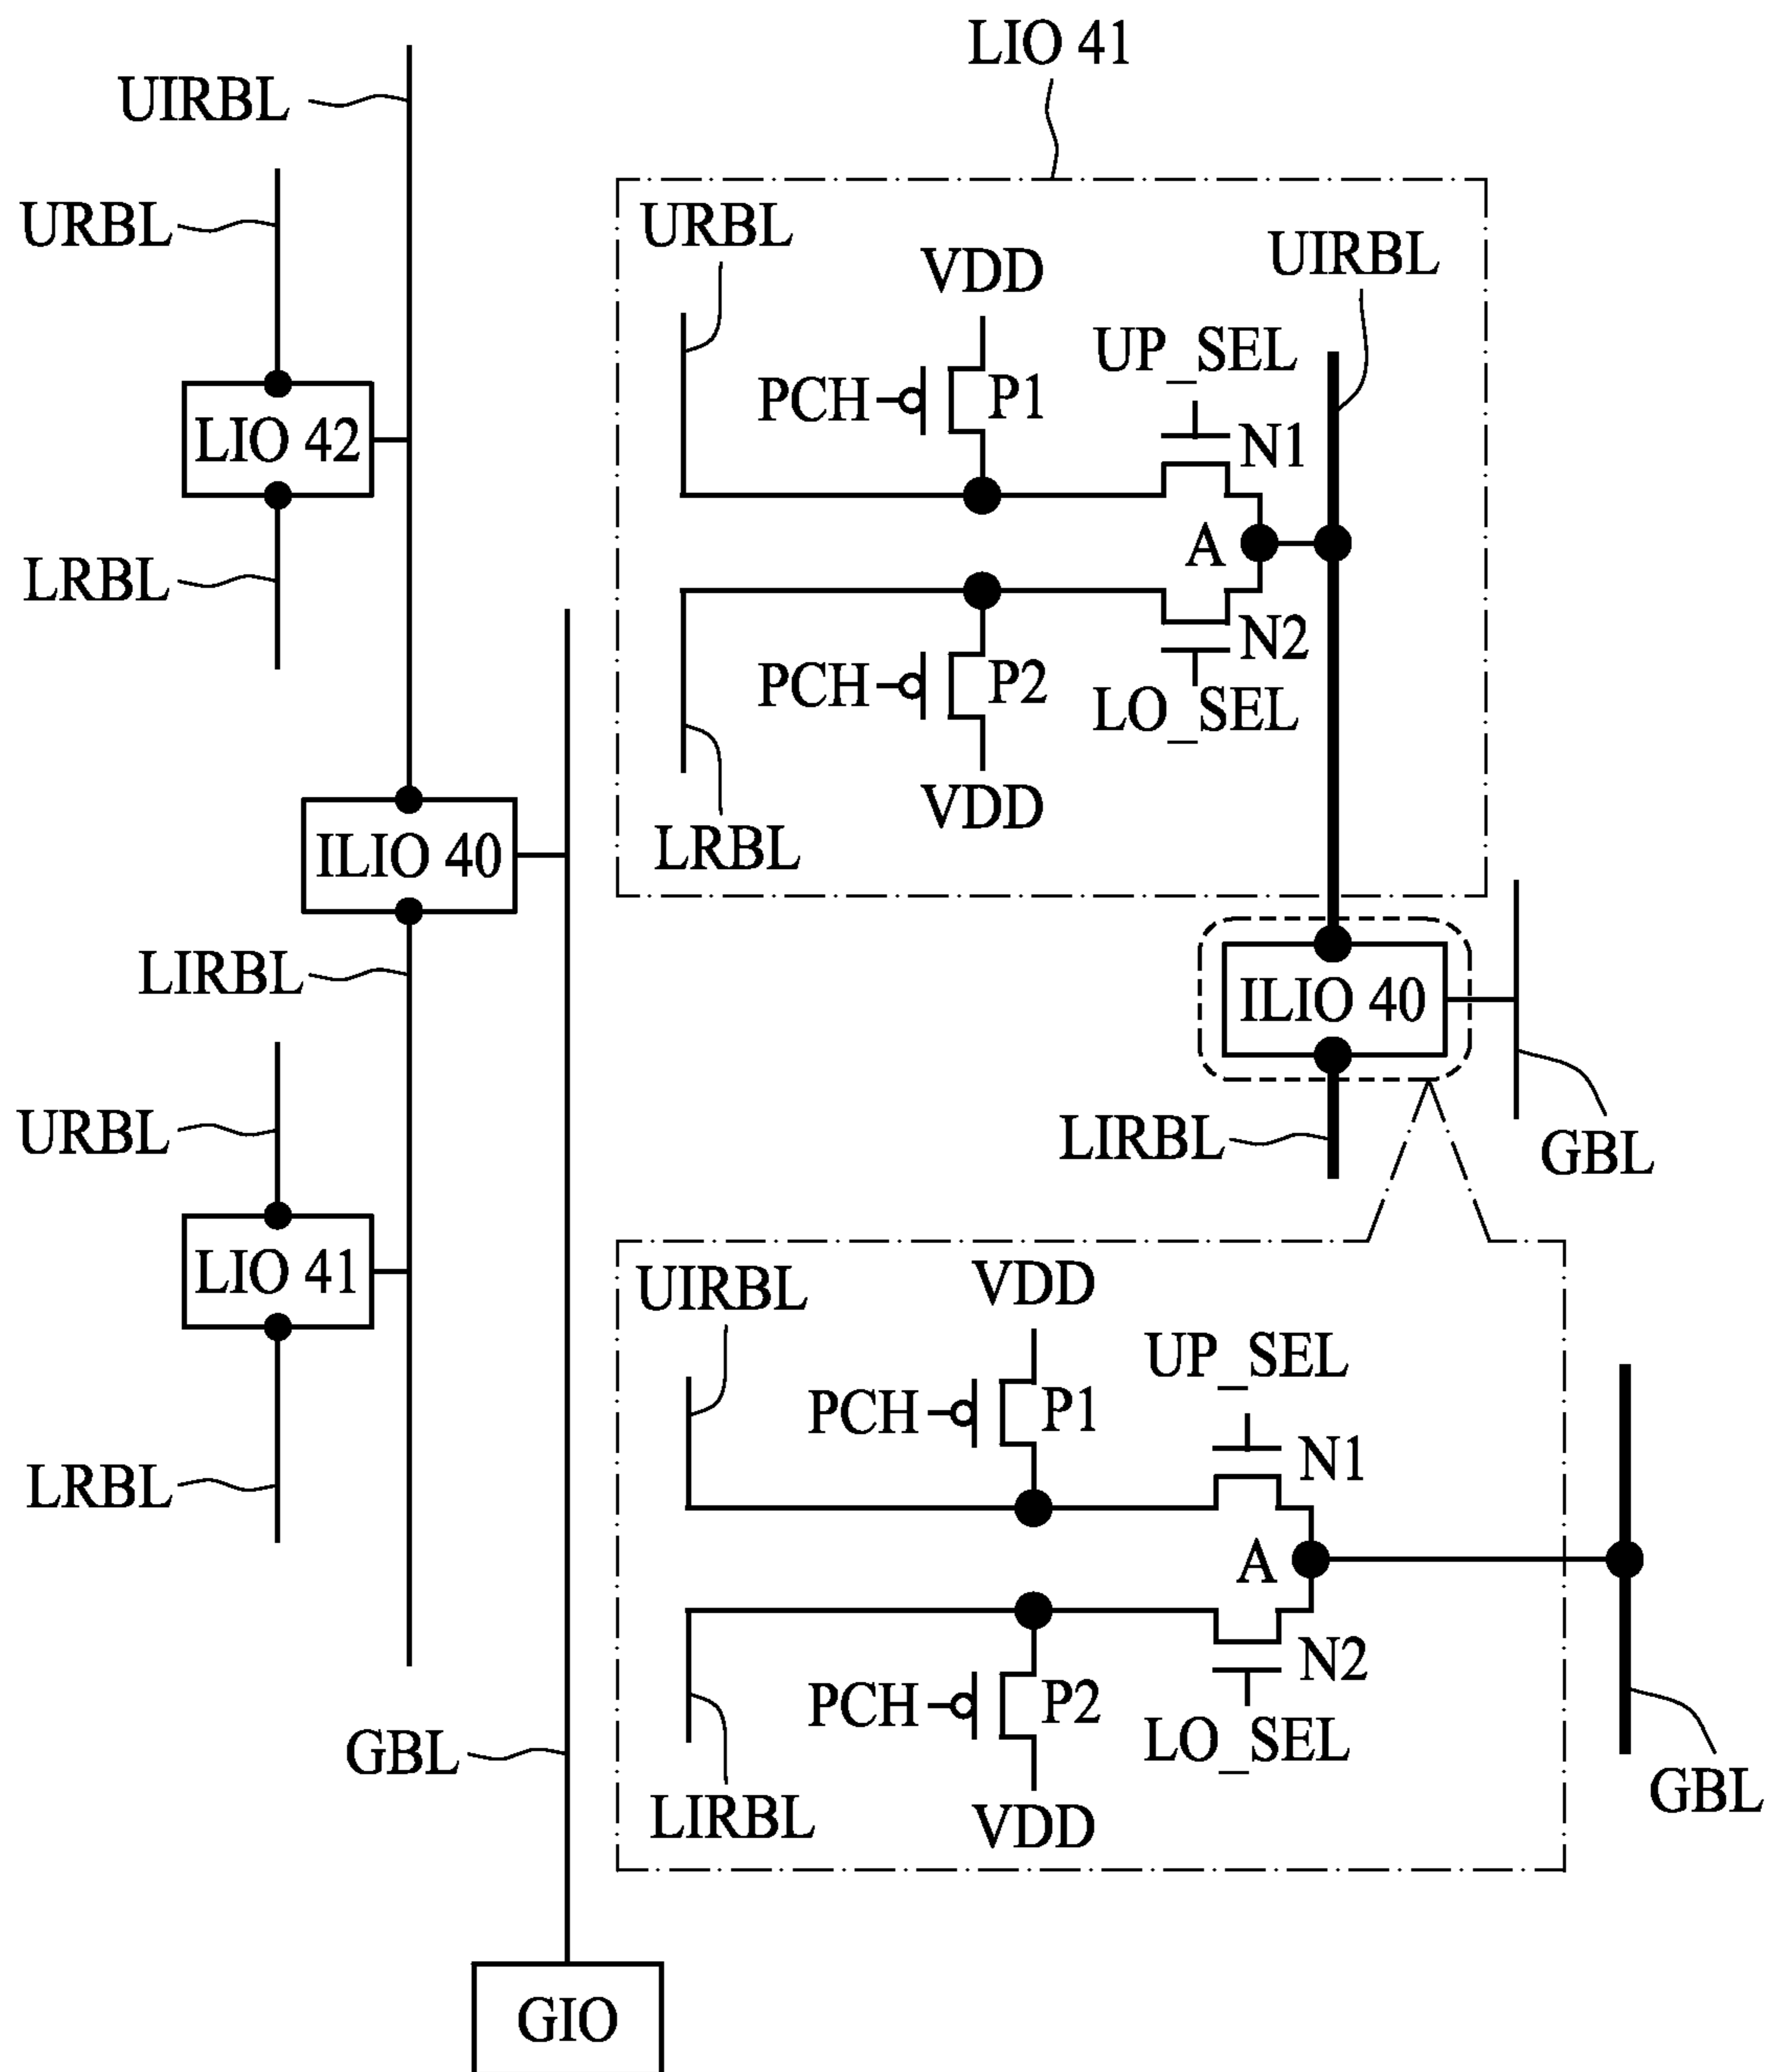 UIRBL
URBL
LIO 42
LRBL
ILIO 40
LIRBL
URBL
LIO 41
LRBL
GBL
GIO
LIO 41
URBL
VDD
UIRBL
UP_SEL
PCH
P1
N1
A
PCH
P2
N2
LO_SEL
VDD
LRBL
ILIO 40
LIRBL
GBL
UIRBL
VDD
UP_SEL
PCH
P1
N1
A
PCH
P2
N2
LO_SEL
LIRBL
VDD
GBL